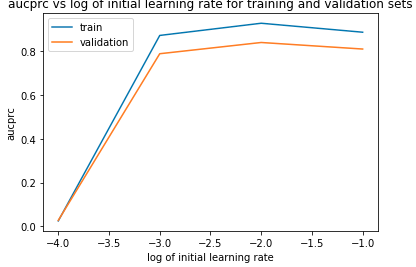 aucprc vs log of initial learning rate for training and validation sets
train
validation
aucprc
0.8
0.6
0.4
0.2
0.0
−4.0 −3.5 −3.0 −2.5 −2.0 −1.5 −1.0
log of initial learning rate